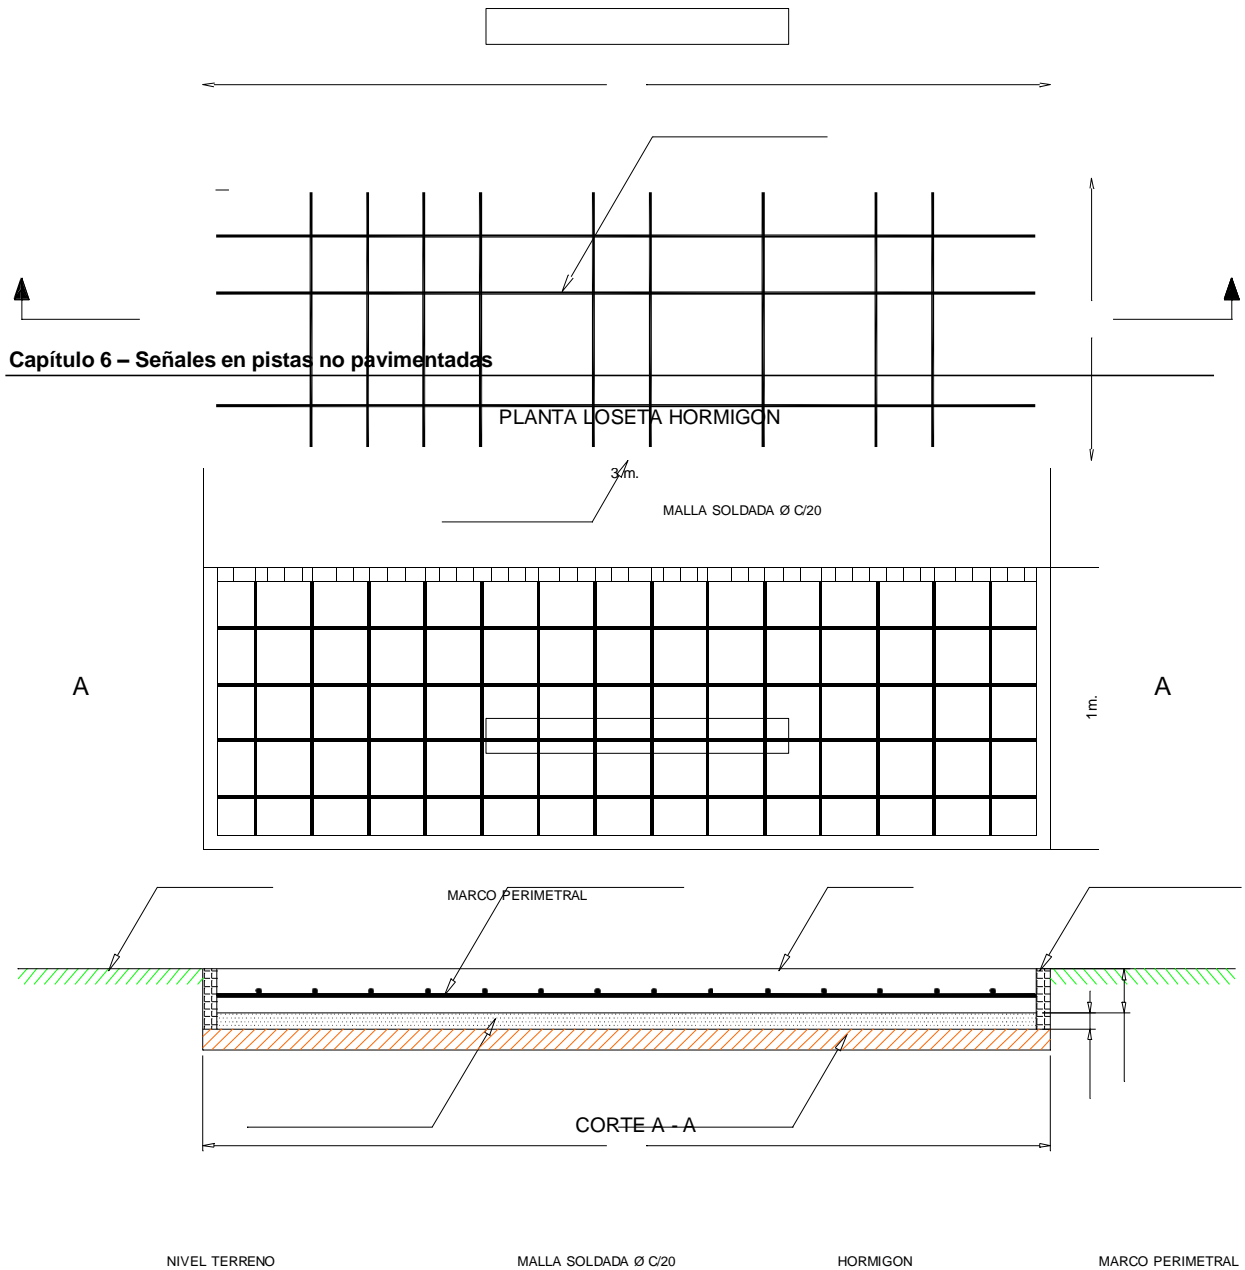 Capítulo 6 – Señales en pistas no pavimentadas
PLANTA LOSETA HORMIGON
3 m.
MALLA SOLDADA Ø C/20
A
A
1m.
MARCO PERIMETRAL
CORTE A - A
NIVEL TERRENO
MALLA SOLDADA Ø C/20
HORMIGON
MARCO PERIMETRAL